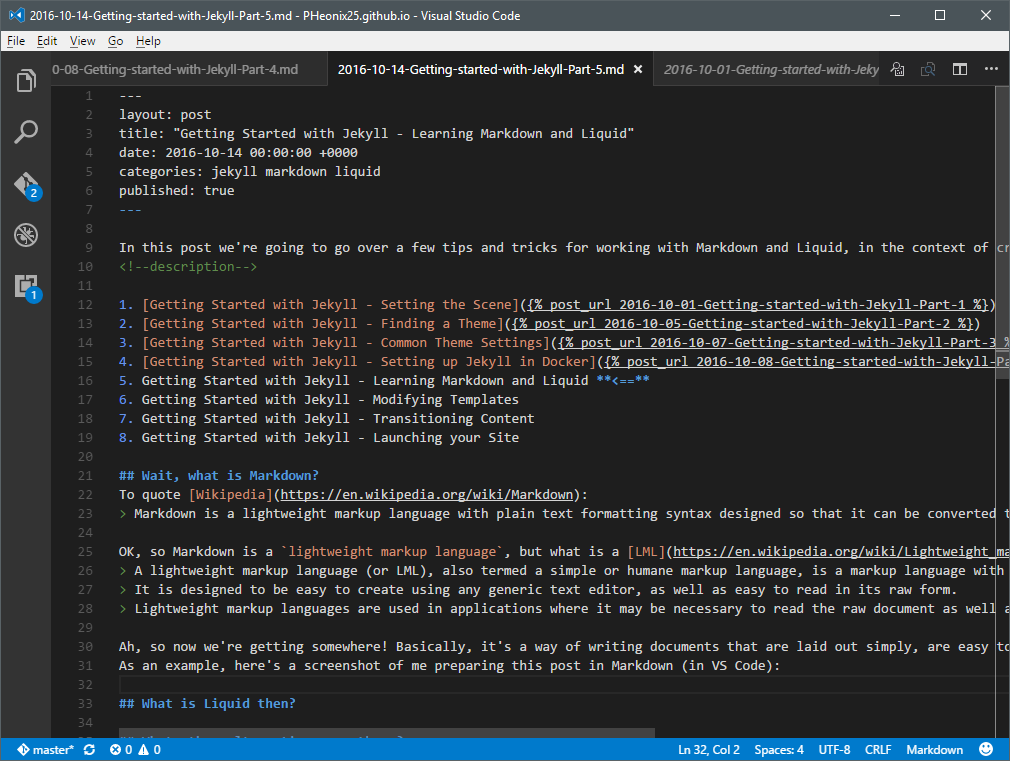 2016-10-14-Getting-started-with-Jekyll-Part-5.md - PHeonix25.github.io - Visual Studio Code
File Edit View Go Help
0-08-Getting-started-with-Jekyll-Part-4.md 2016-10-14-Getting-started-with-Jekyll-Part-5.md × 2016-10-01-Getting-started-with-Jeky
1 ---
2 layout: post
3 title: "Getting Started with Jekyll - Learning Markdown and Liquid"
4 date: 2016-10-14 00:00:00 +0000
5 categories: jekyll markdown liquid
6 published: true
7 ---
8
9 In this post we're going to go over a few tips and tricks for working with Markdown and Liquid, in the context of cr
10 <!--description-->
11
12 1. [Getting Started with Jekyll - Setting the Scene]({% post_url 2016-10-01-Getting-started-with-Jekyll-Part-1 %})
13 2. [Getting Started with Jekyll - Finding a Theme]({% post_url 2016-10-05-Getting-started-with-Jekyll-Part-2 %})
14 3. [Getting Started with Jekyll - Common Theme Settings]({% post_url 2016-10-07-Getting-started-with-Jekyll-Part-3 %
15 4. [Getting Started with Jekyll - Setting up Jekyll in Docker]({% post_url 2016-10-08-Getting-started-with-Jekyll-Pa
16 5. Getting Started with Jekyll - Learning Markdown and Liquid **<==**
17 6. Getting Started with Jekyll - Modifying Templates
18 7. Getting Started with Jekyll - Transitioning Content
19 8. Getting Started with Jekyll - Launching your Site
20
21 ## Wait, what is Markdown?
22 To quote [Wikipedia](https://en.wikipedia.org/wiki/Markdown):
23 > Markdown is a lightweight markup language with plain text formatting syntax designed so that it can be converted t
24
25 OK, so Markdown is a `lightweight markup language`, but what is a [LML](https://en.wikipedia.org/wiki/Lightweight_ma
26 > A lightweight markup language (or LML), also termed a simple or humane markup language, is a markup language with
27 > It is designed to be easy to create using any generic text editor, as well as easy to read in its raw form.
28 > Lightweight markup languages are used in applications where it may be necessary to read the raw document as well a
29
30 Ah, so now we're getting somewhere! Basically, it's a way of writing documents that are laid out simply, are easy to
31 As an example, here's a screenshot of me preparing this post in Markdown (in VS Code):
32
33 ## What is Liquid then?
34
2
1
master* 0 0 Ln 32, Col 2 Spaces: 4 UTF-8 CRLF Markdown